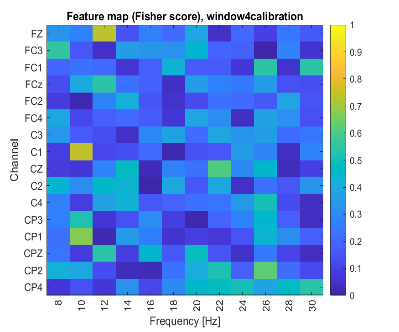 Feature map (Fisher score), window4calibration
FZ
FC3
FC1
FCz
FC2
FC4
C3
C1
CZ
C2
C4
CP3
CP1
CPZ
CP2
CP4
Channel
8 10 12 14 16 18 20 22 24 26 28 30
Frequency [Hz]
1
0.9
0.8
0.7
0.6
0.5
0.4
0.3
0.2
0.1
0